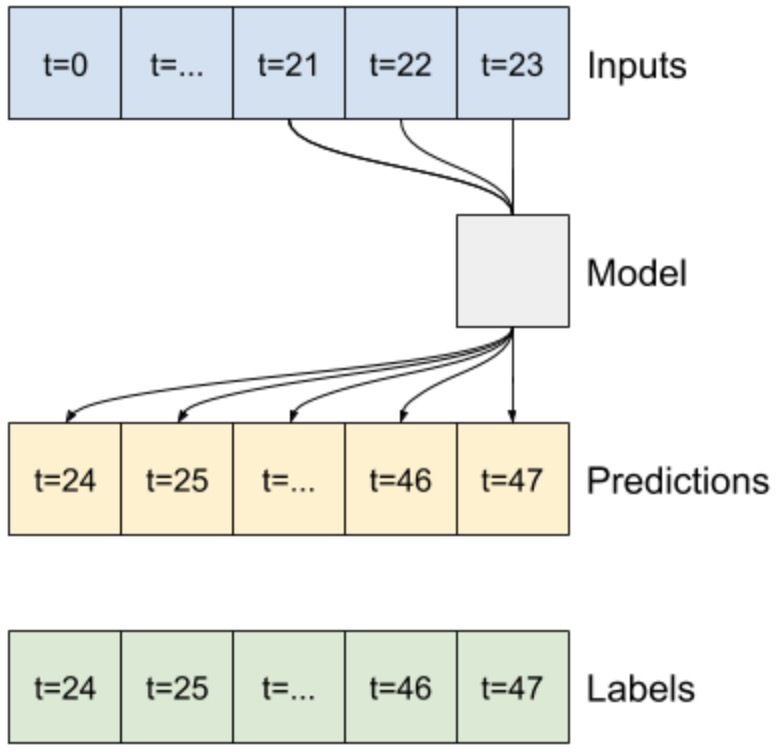 t=0 t=... t=21 t=22 t=23 Inputs
Model
t=24 t=25 t=... t=46 t=47 Predictions
t=24 t=25 t=... t=46 t=47 Labels